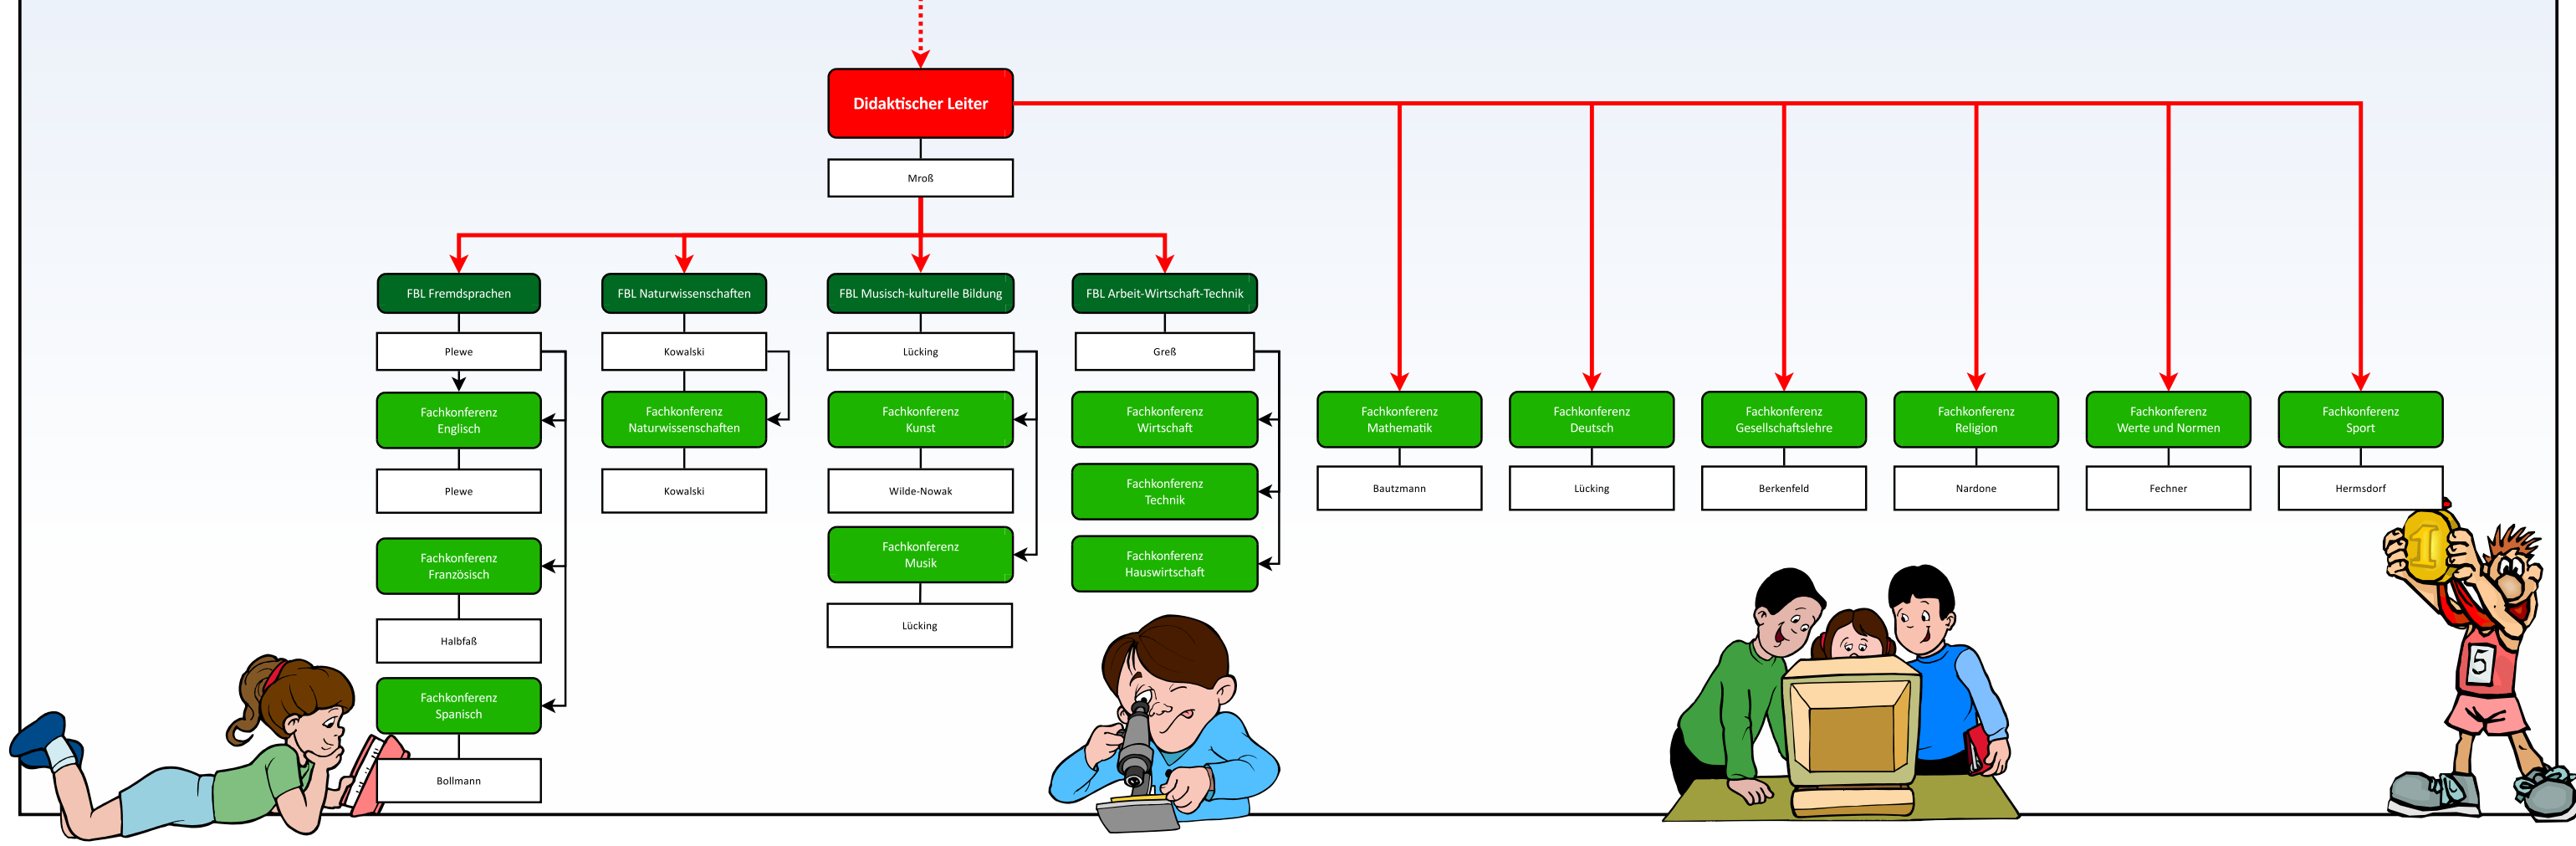 Didaktischer Leiter
Mroß
FBL Fremdsprachen
FBL Naturwissenschaften
FBL Musisch-kulturelle Bildung
FBL Arbeit-Wirtschaft-Technik
Plewe
Kowalski
Lücking
Greß
Fachkonferenz
Englisch
Fachkonferenz
Naturwissenschaften
Fachkonferenz
Kunst
Fachkonferenz
Wirtschaft
Fachkonferenz
Mathematik
Fachkonferenz
Deutsch
Fachkonferenz
Gesellschaftslehre
Fachkonferenz
Religion
Fachkonferenz
Werte und Normen
Fachkonferenz
Sport
Plewe
Kowalski
Wilde-Nowak
Fachkonferenz
Technik
Bautzmann
Lücking
Berkenfeld
Nardone
Fechner
Hermsdorf
Fachkonferenz
Französisch
Fachkonferenz
Musik
Fachkonferenz
Hauswirtschaft
1
Halbfaß
Lücking
5
Fachkonferenz
Spanisch
Bollmann